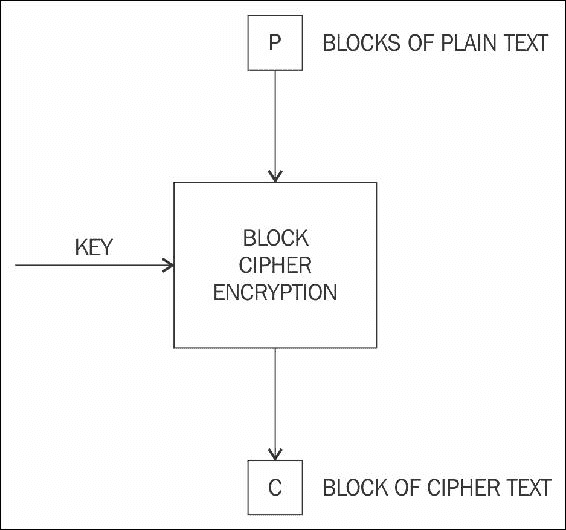 P BLOCKS OF PLAIN TEXT
KEY
BLOCK
CIPHER
ENCRYPTION
C BLOCK OF CIPHER TEXT